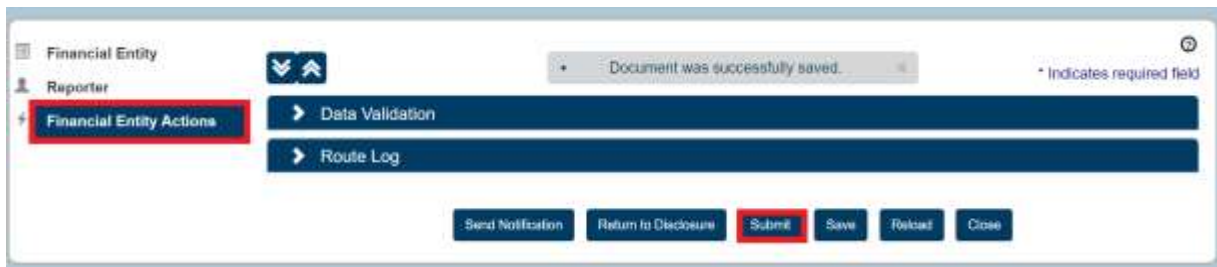 Financial Entity
Reporter
Financial Entity Actions
• Document was successfully saved.
* Indicates required field
Data Validation
Route Log
Send Notification Return to Disclosure Submit Save Reload Close